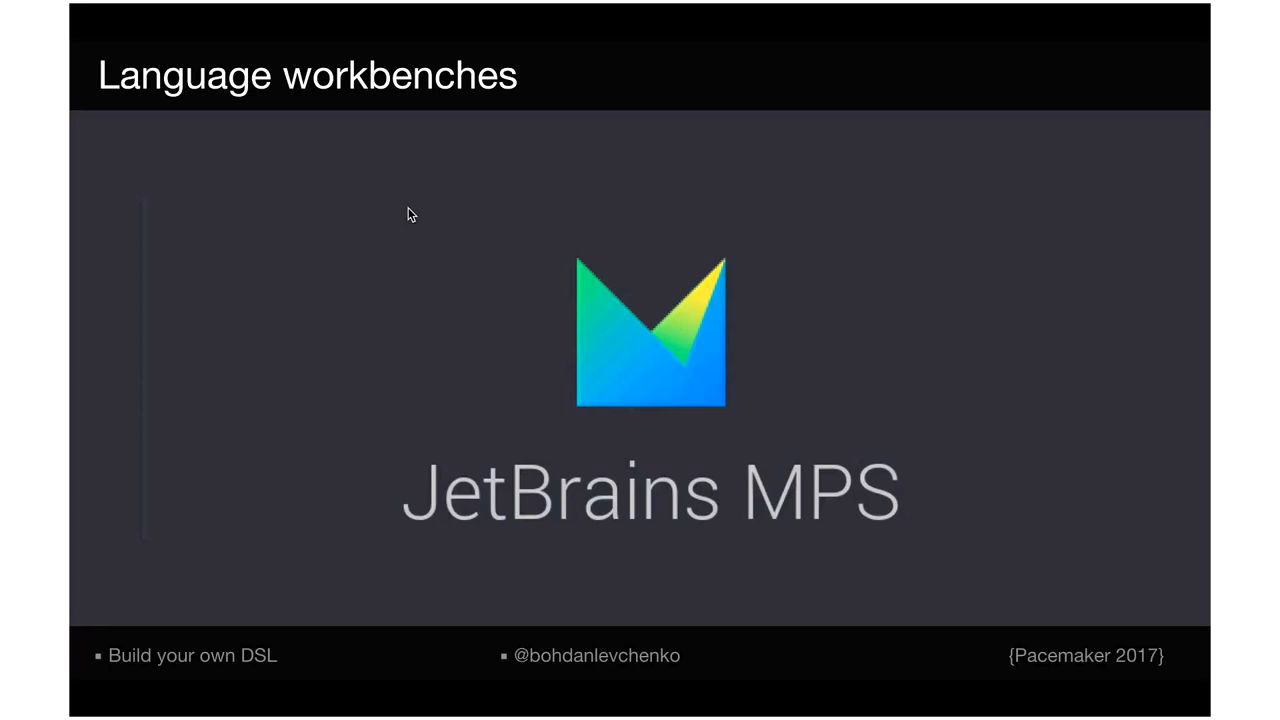 Language workbenches
JetBrains MPS
▪ Build your own DSL
▪ @bohdanlevchenko
{Pacemaker 2017}